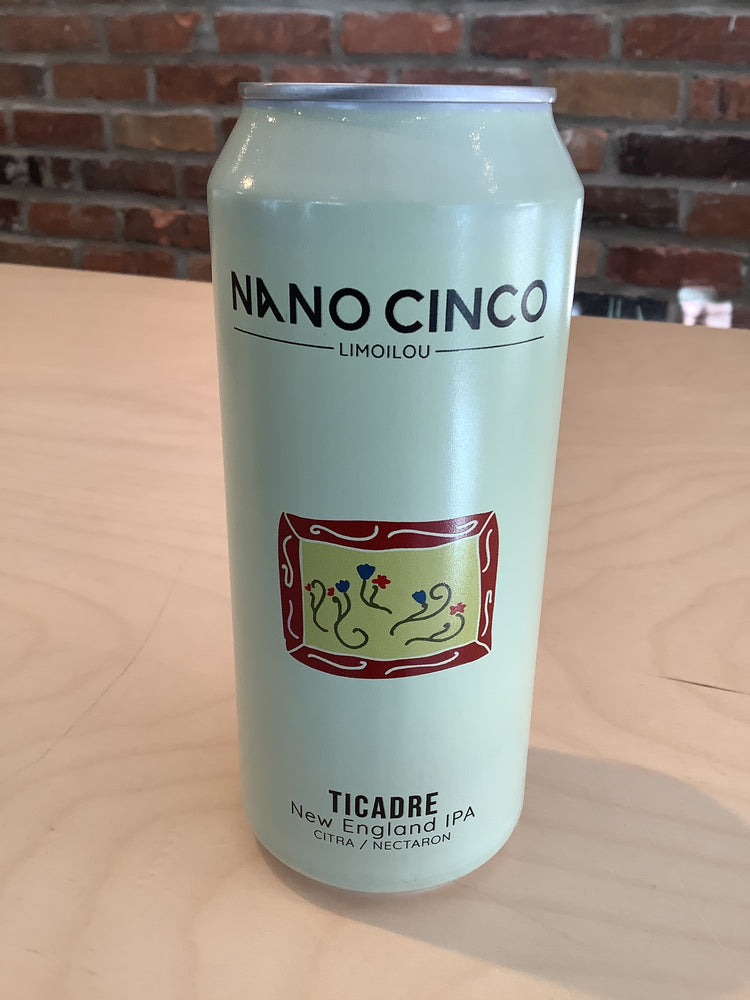 NANO CINCO
LIMOILOU
TICADRE
New England IPA
CITRA / NECTARON